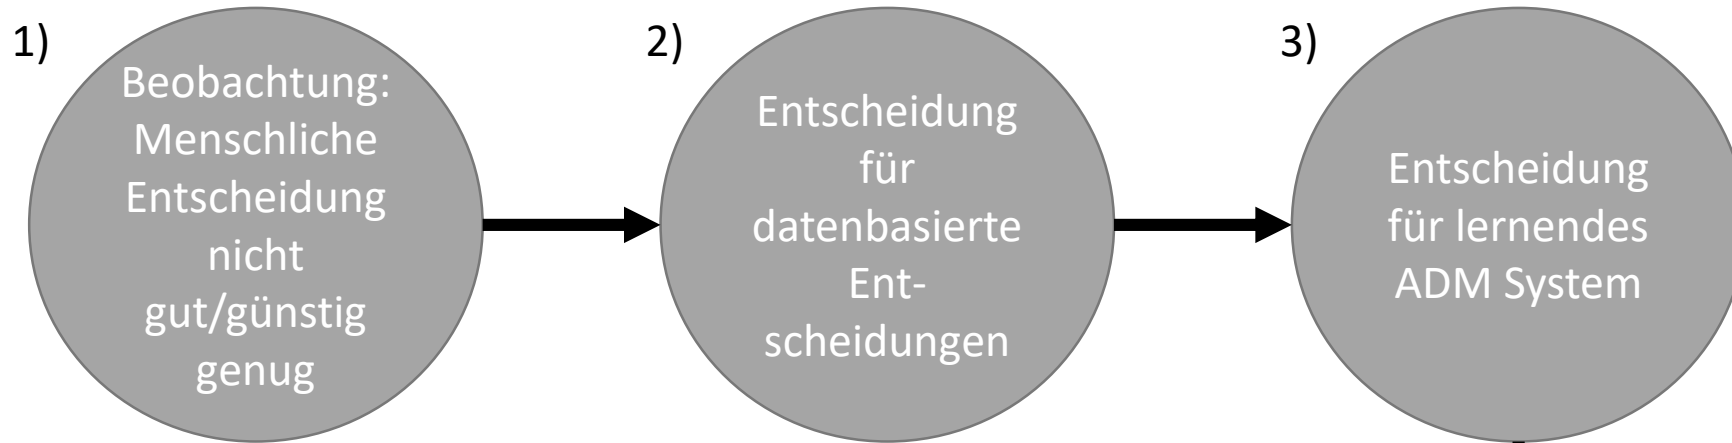 1)
Beobachtung:
Menschliche
Entscheidung
nicht
gut/günstig
genug
2)
Entscheidung
für
datenbasierte
Ent-
scheidungen
3)
Entscheidung
für lernendes
ADM System